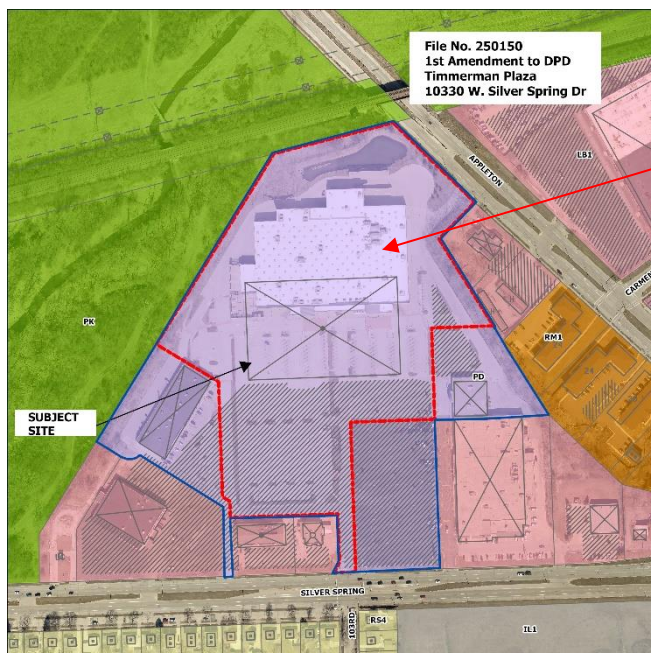 File No. 250150
1st Amendment to DPD
Timmerman Plaza
10330 W. Silver Spring Dr
LB1
APPLETON
CARMEN
PK
RM1
PD
SUBJECT
SITE
SILVER SPRING
103RD
RS4
IL1